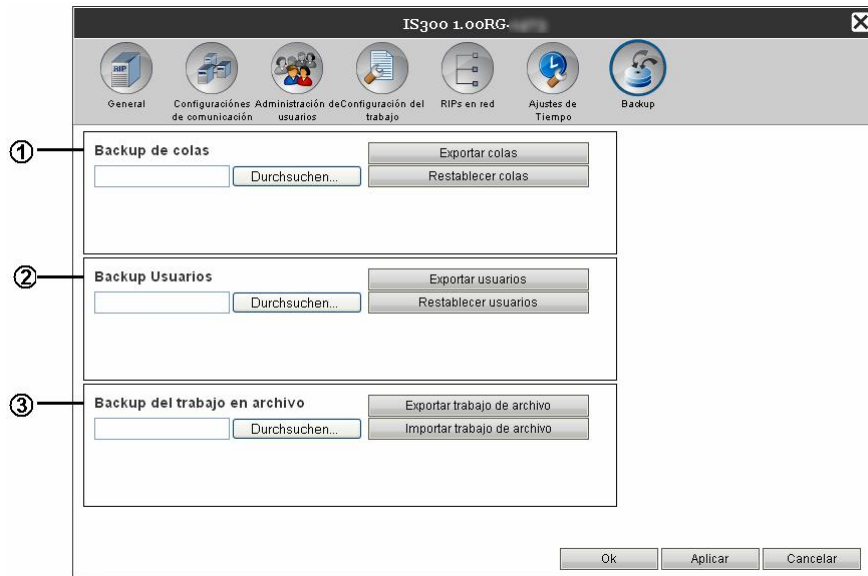 IS300 1.00RG-
RIP
General
Configuraciónes de comunicación
Administración de usuarios
Configuración del trabajo
RIPs en red
Ajustes de Tiempo
Backup
1
Backup de colas
Exportar colas
Durchsuchen...
Restablecer colas
2
Backup Usuarios
Exportar usuarios
Durchsuchen...
Restablecer usuarios
3
Backup del trabajo en archivo
Exportar trabajo de archivo
Durchsuchen...
Importar trabajo de archivo
Ok
Aplicar
Cancelar